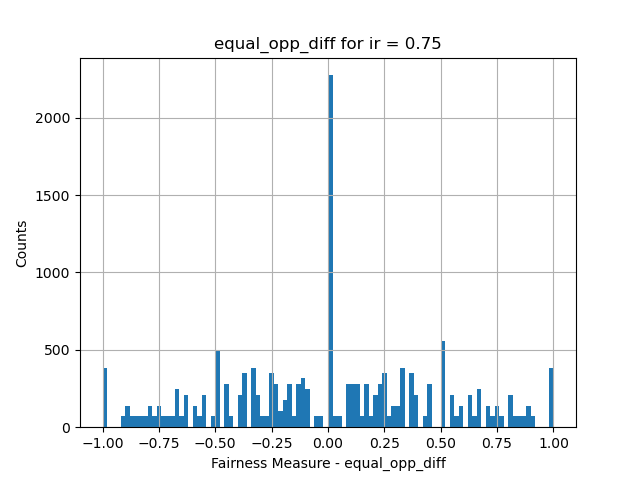 equal_opp_diff for ir = 0.75
Counts
2000
1500
1000
500
0
−1.00 −0.75 −0.50 −0.25 0.00 0.25 0.50 0.75 1.00
Fairness Measure - equal_opp_diff